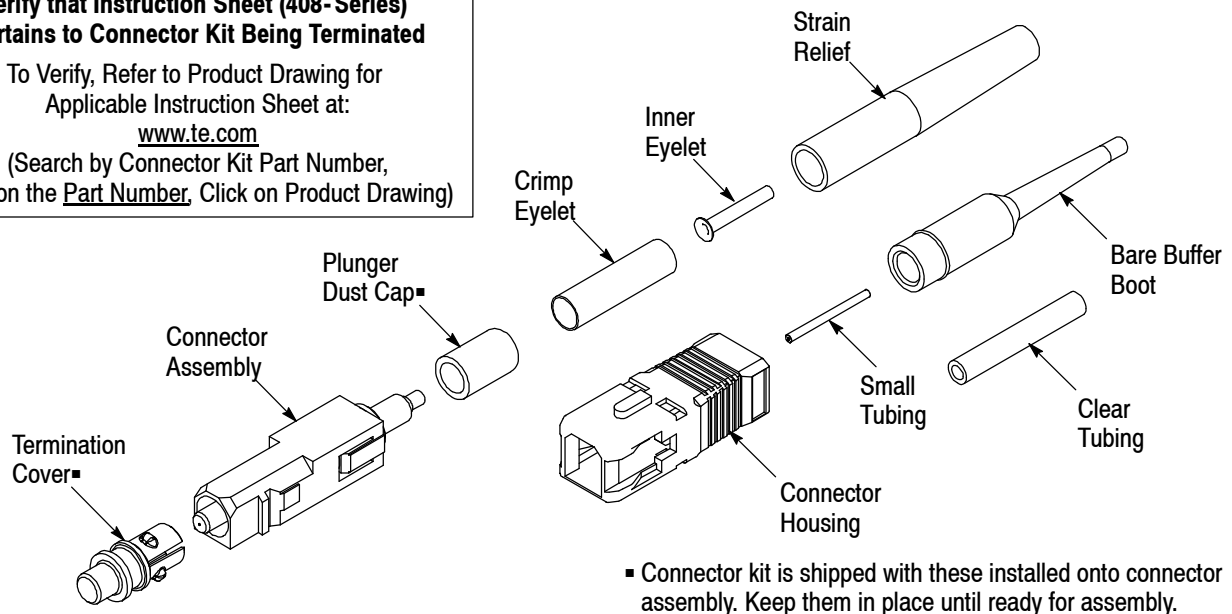 erify that Instruction Sheet (408-Series)
rtains to Connector Kit Being Terminated
To Verify, Refer to Product Drawing for
Applicable Instruction Sheet at:
www.te.com
(Search by Connector Kit Part Number,
on the Part Number, Click on Product Drawing)
Strain
Relief
Inner
Eyelet
Crimp
Eyelet
Plunger
Dust Cap▪
Connector
Assembly
Termination
Cover▪
Bare Buffer
Boot
Small
Tubing
Clear
Tubing
Connector
Housing
▪ Connector kit is shipped with these installed onto connector
assembly. Keep them in place until ready for assembly.